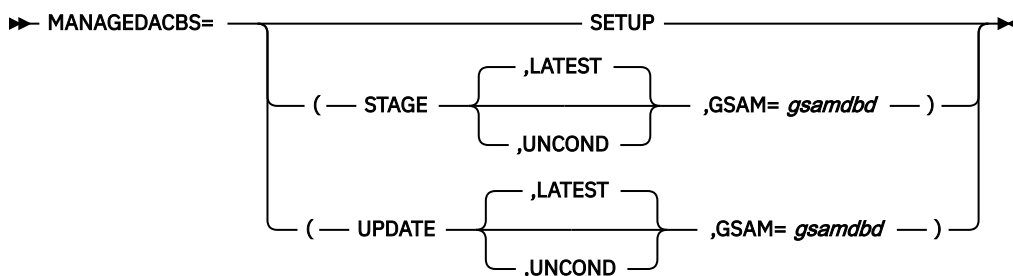 MANAGEDACBS= SETUP
,LATEST
( STAGE ,GSAM= gsamdbd )
,UNCOND
,LATEST
( UPDATE ,GSAM= gsamdbd )
,UNCOND